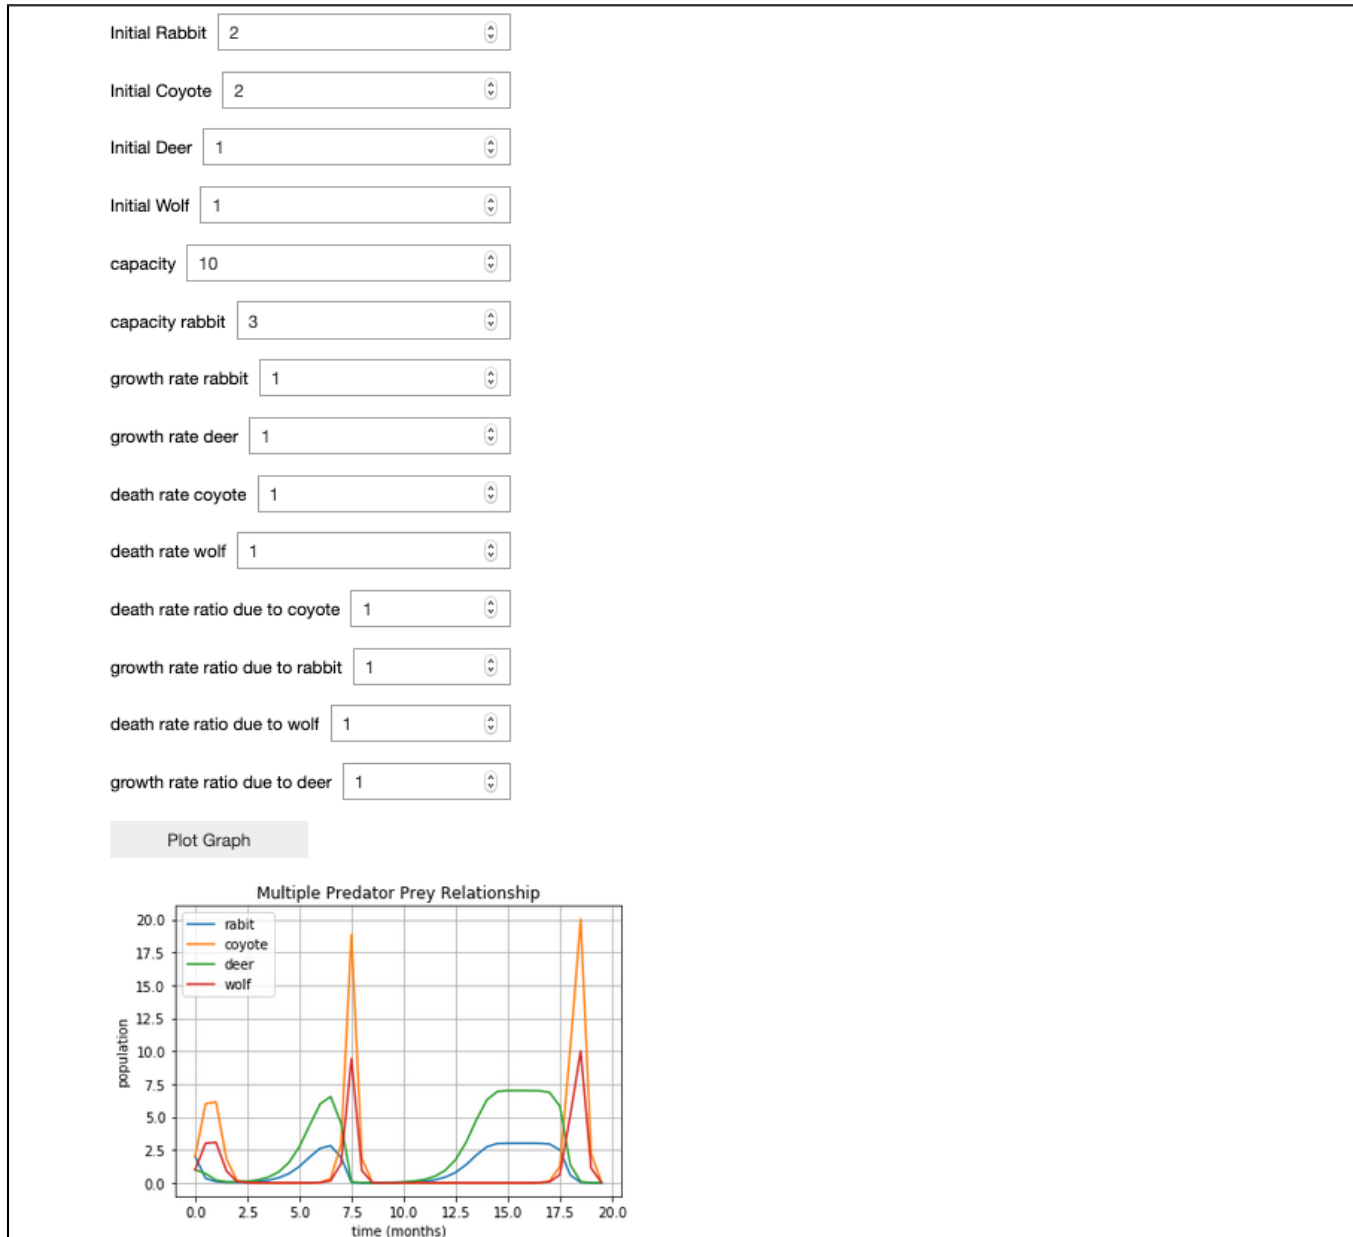 Initial Rabbit 2
Initial Coyote 2
Initial Deer 1
Initial Wolf 1
capacity 10
capacity rabbit 3
growth rate rabbit 1
growth rate deer 1
death rate coyote 1
death rate wolf 1
death rate ratio due to coyote 1
growth rate ratio due to rabbit 1
death rate ratio due to wolf 1
growth rate ratio due to deer 1
Plot Graph
Multiple Predator Prey Relationship
rabit
coyote
deer
wolf
population
20.0
17.5
15.0
12.5
10.0
7.5
5.0
2.5
0.0
0.0 2.5 5.0 7.5 10.0 12.5 15.0 17.5 20.0
time (months)